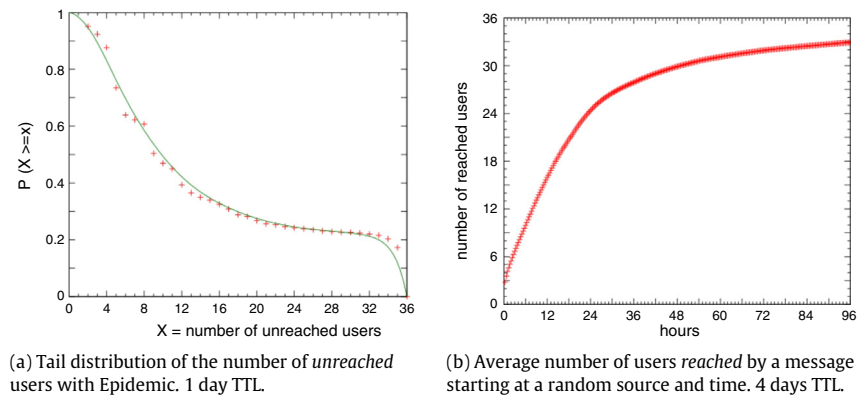 1
0.8
0.6
0.4
0.2
0
P (X >=x)
0 4 8 12 16 20 24 28 32 36
X = number of unreached users
(a) Tail distribution of the number of unreached
users with Epidemic. 1 day TTL.
36
30
24
18
12
6
0
number of reached users
0 12 24 36 48 60 72 84 96
hours
(b) Average number of users reached by a message
starting at a random source and time. 4 days TTL.